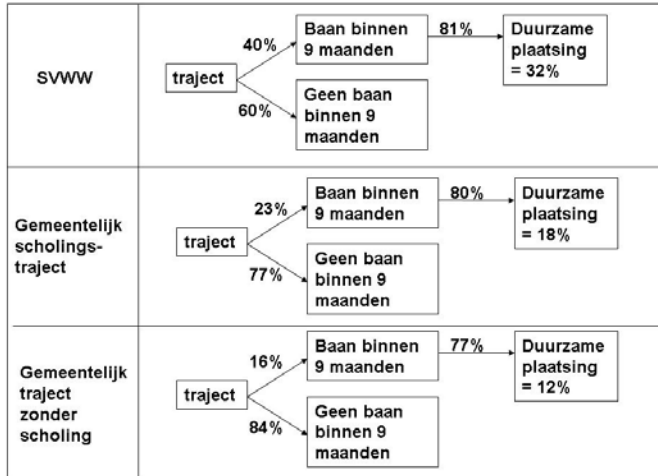 SVWW
traject
40%
60%
Baan binnen
9 maanden
81%
Duurzame
plaatsing
= 32%
Geen baan
binnen 9
maanden
Gemeentelijk
scholings-
traject
traject
23%
77%
Baan binnen
9 maanden
80%
Duurzame
plaatsing
= 18%
Geen baan
binnen 9
maanden
Gemeentelijk
traject
zonder
scholing
traject
16%
84%
Baan binnen
9 maanden
77%
Duurzame
plaatsing
= 12%
Geen baan
binnen 9
maanden